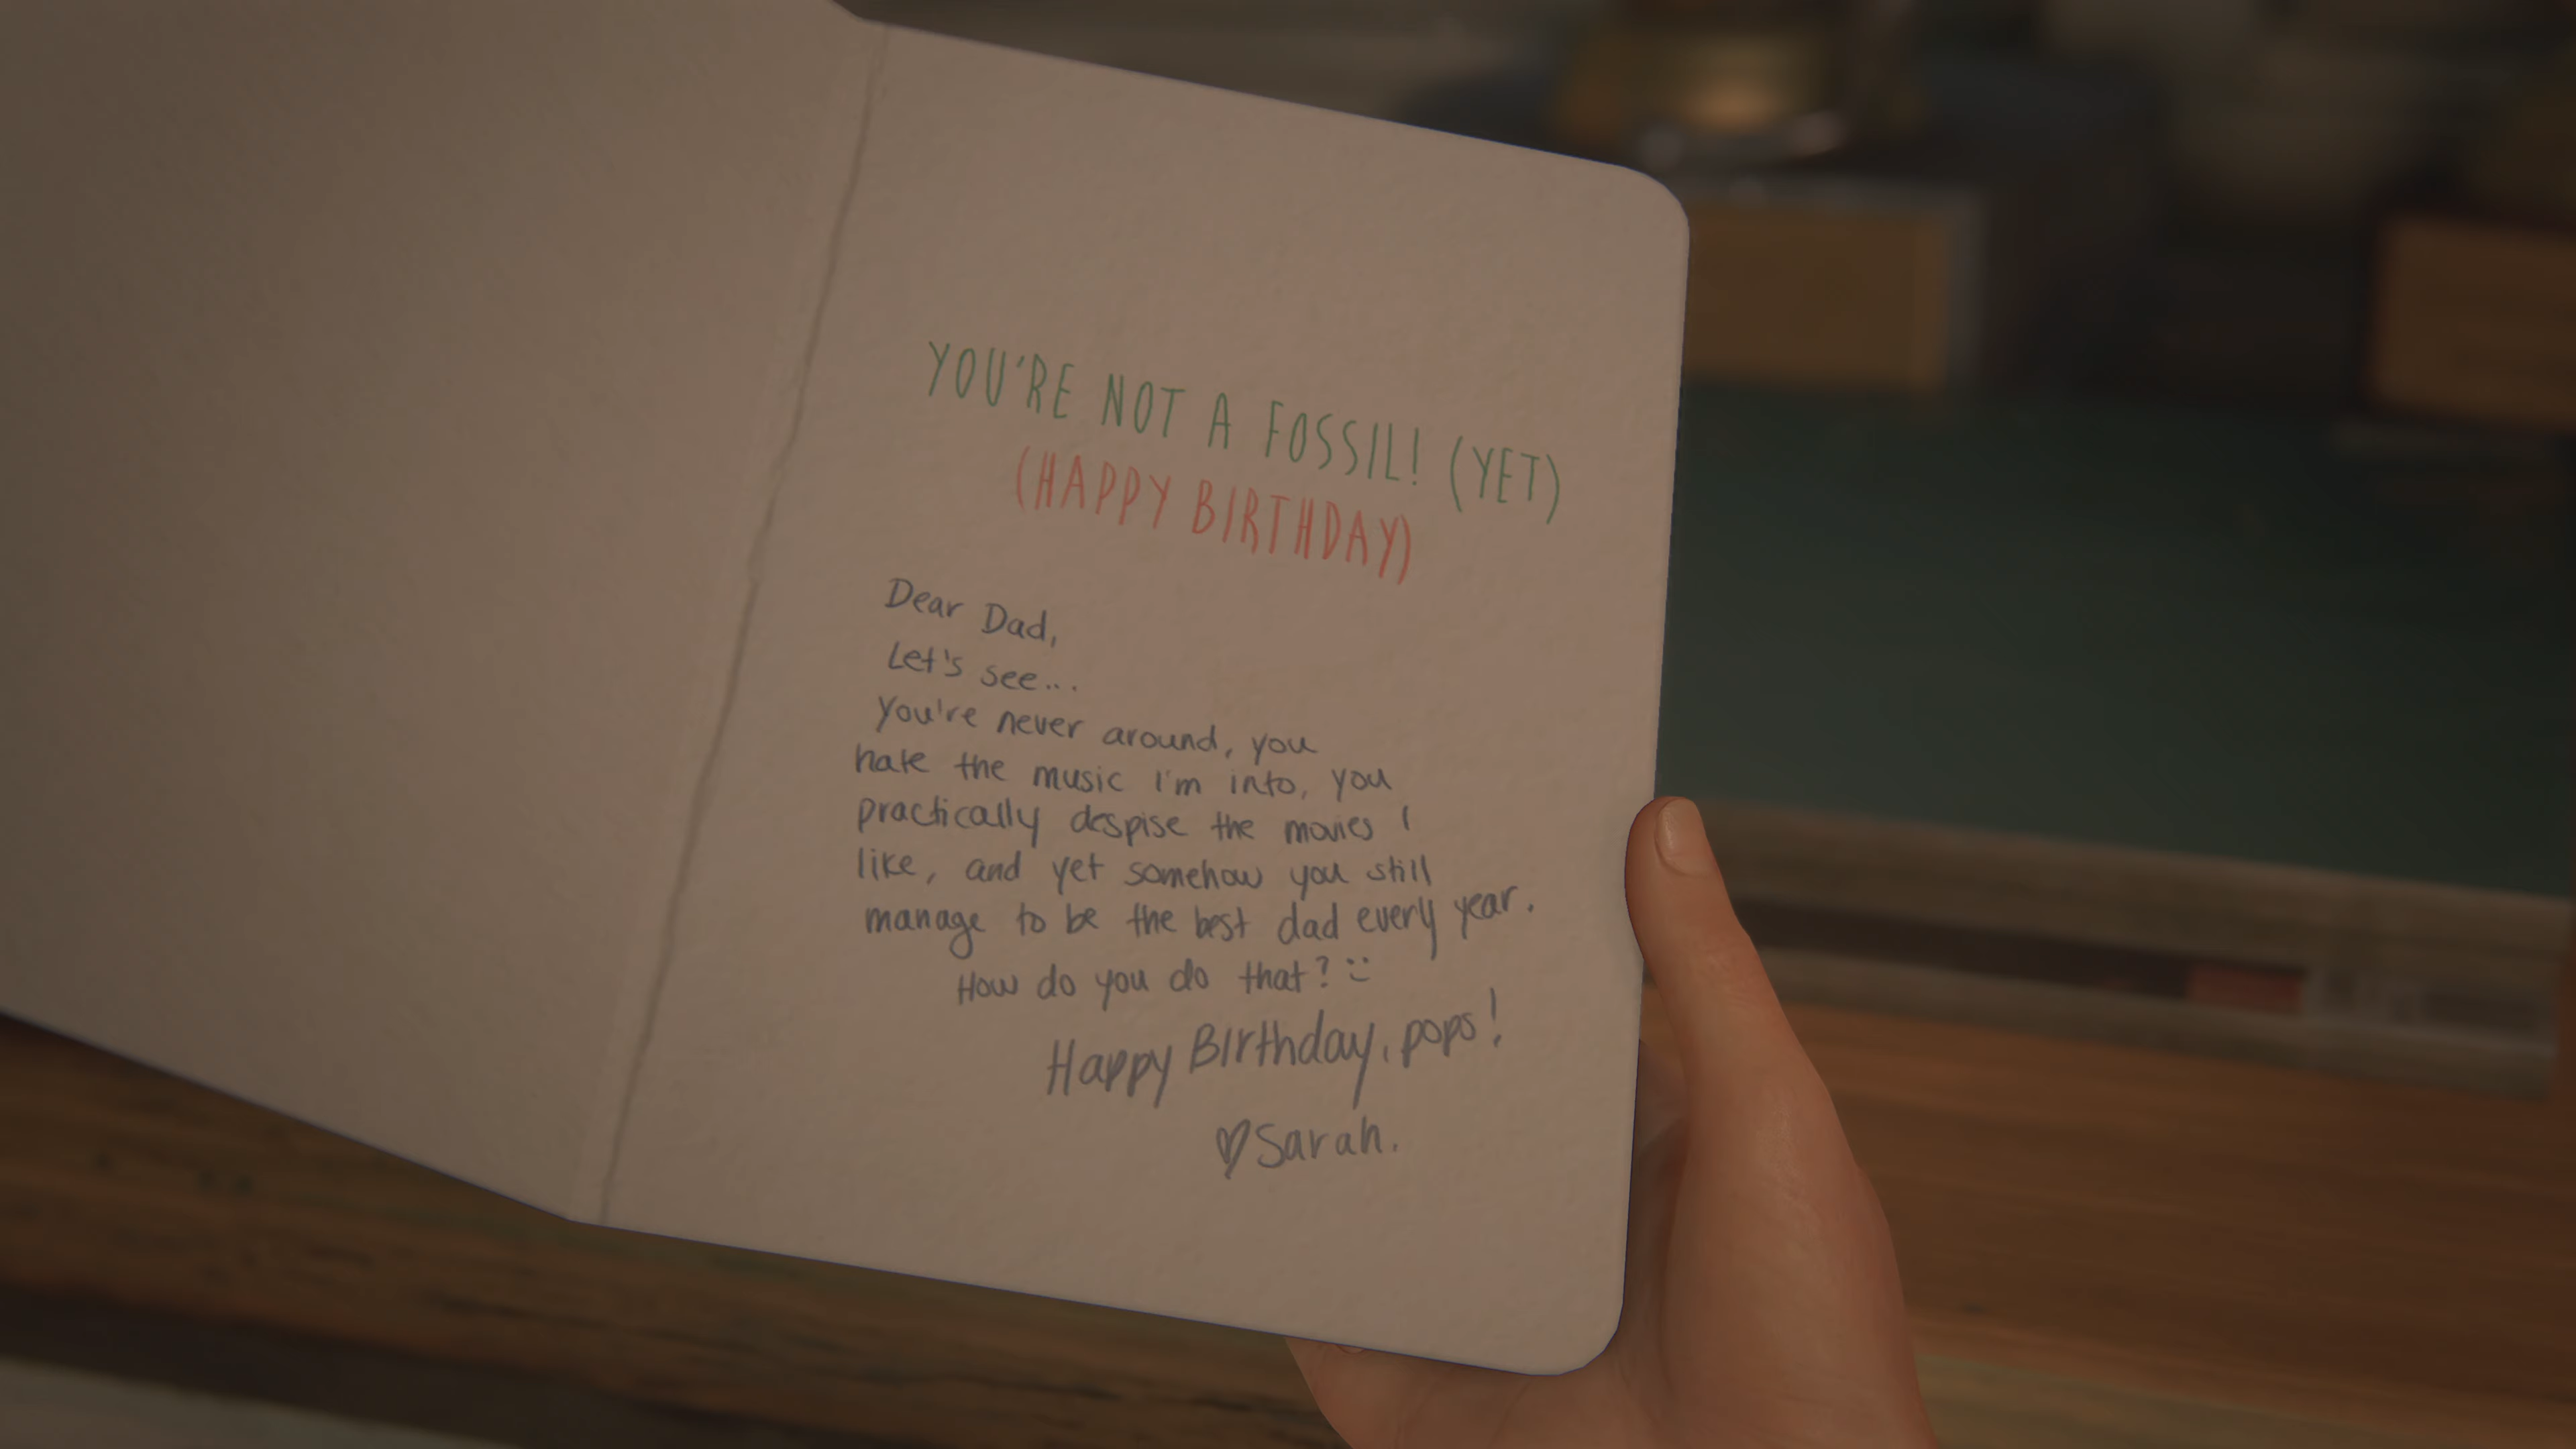 YOU'RE NOT A FOSSIL! (YET)
(HAPPY BIRTHDAY)
Dear Dad,
Let's see...
you're never around, you
hate the music I'm into, you
practically despise the movies I
like, and yet somehow you still
manage to be the best dad every year.
How do you do that? :)
Happy Birthday, pops!
♡Sarah.